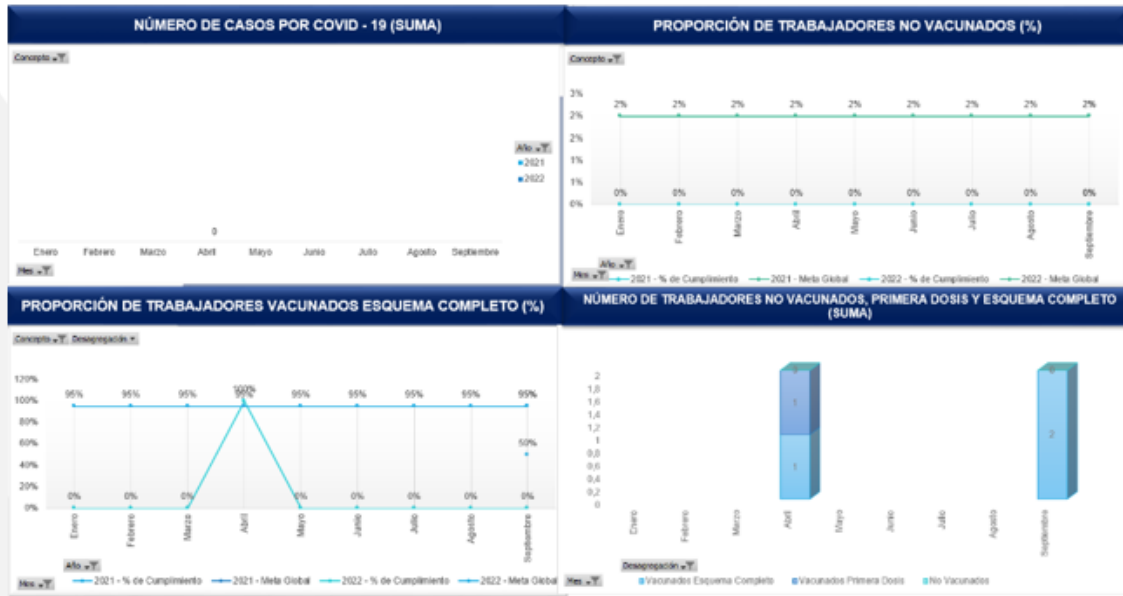 NÚMERO DE CASOS POR COVID - 19 (SUMA)
Concepto
Año
2021
2022
0
Enero Febrero Marzo Abril Mayo Junio Julio Agosto Septiembre
Mes
PROPORCIÓN DE TRABAJADORES NO VACUNADOS (%)
Concepto
3%
2%
2%
1%
1%
0%
2% 2% 2% 2% 2% 2% 2% 2% 2%
0% 0% 0% 0% 0% 0% 0% 0% 0%
Enero Febrero Marzo Abril Mayo Junio Julio Agosto Septiembre
Año
Mes
2021 - % de Cumplimiento 2021 - Meta Global 2022 - % de Cumplimiento 2022 - Meta Global
PROPORCIÓN DE TRABAJADORES VACUNADOS ESQUEMA COMPLETO (%)
Concepto Desagregación
120%
100%
80%
60%
40%
20%
0%
95% 95% 95% 100% 95% 95% 95% 95% 95%
50%
0% 0% 0% 0% 0% 0% 0% 0%
Enero Febrero Marzo Abril Mayo Junio Julio Agosto Septiembre
Año
Mes
2021 - % de Cumplimiento 2021 - Meta Global 2022 - % de Cumplimiento 2022 - Meta Global
NÚMERO DE TRABAJADORES NO VACUNADOS, PRIMERA DOSIS Y ESQUEMA COMPLETO
(SUMA)
2
1,8
1,6
1,4
1,2
1
0,8
0,6
0,4
0,2
0
1
1
2
Enero Febrero Marzo Abril Mayo Junio Julio Agosto Septiembre
Desagregación
Mes
Vacunados Esquema Completo Vacunados Primera Dosis No Vacunados